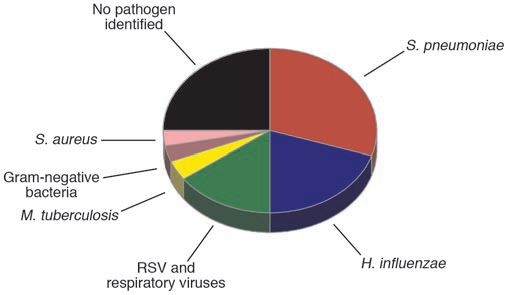 No pathogen
identified
S. pneumoniae
S. aureus
Gram-negative
bacteria
M. tuberculosis
RSV and
respiratory viruses
H. influenzae